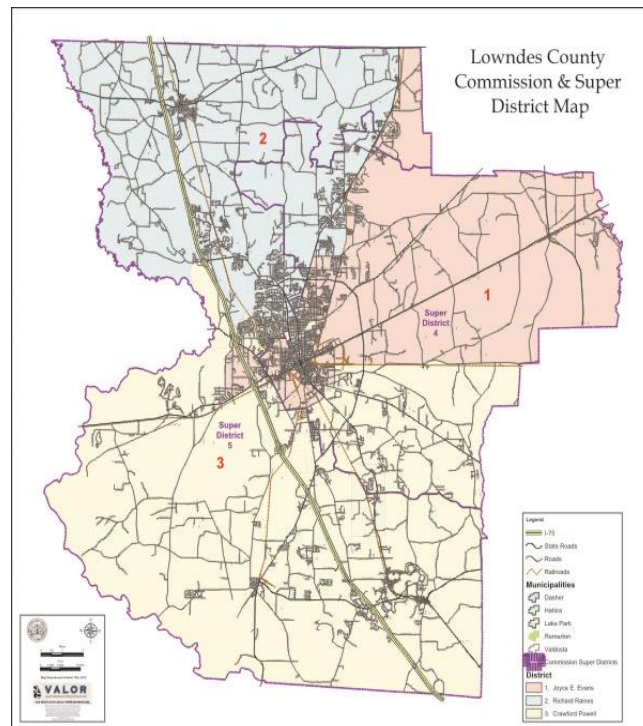 Lowndes County
Commission & Super
District Map
2
1
Super
District
4
Super
District
5
3
Legend
I-75
State Roads
Roads
Railroads
Municipalities
Dasher
Hahira
Lake Park
Remerton
Valdosta
Commission Super Districts
District
1. Joyce E. Evans
2. Richard Raines
3. Crawford Powell
VALOR